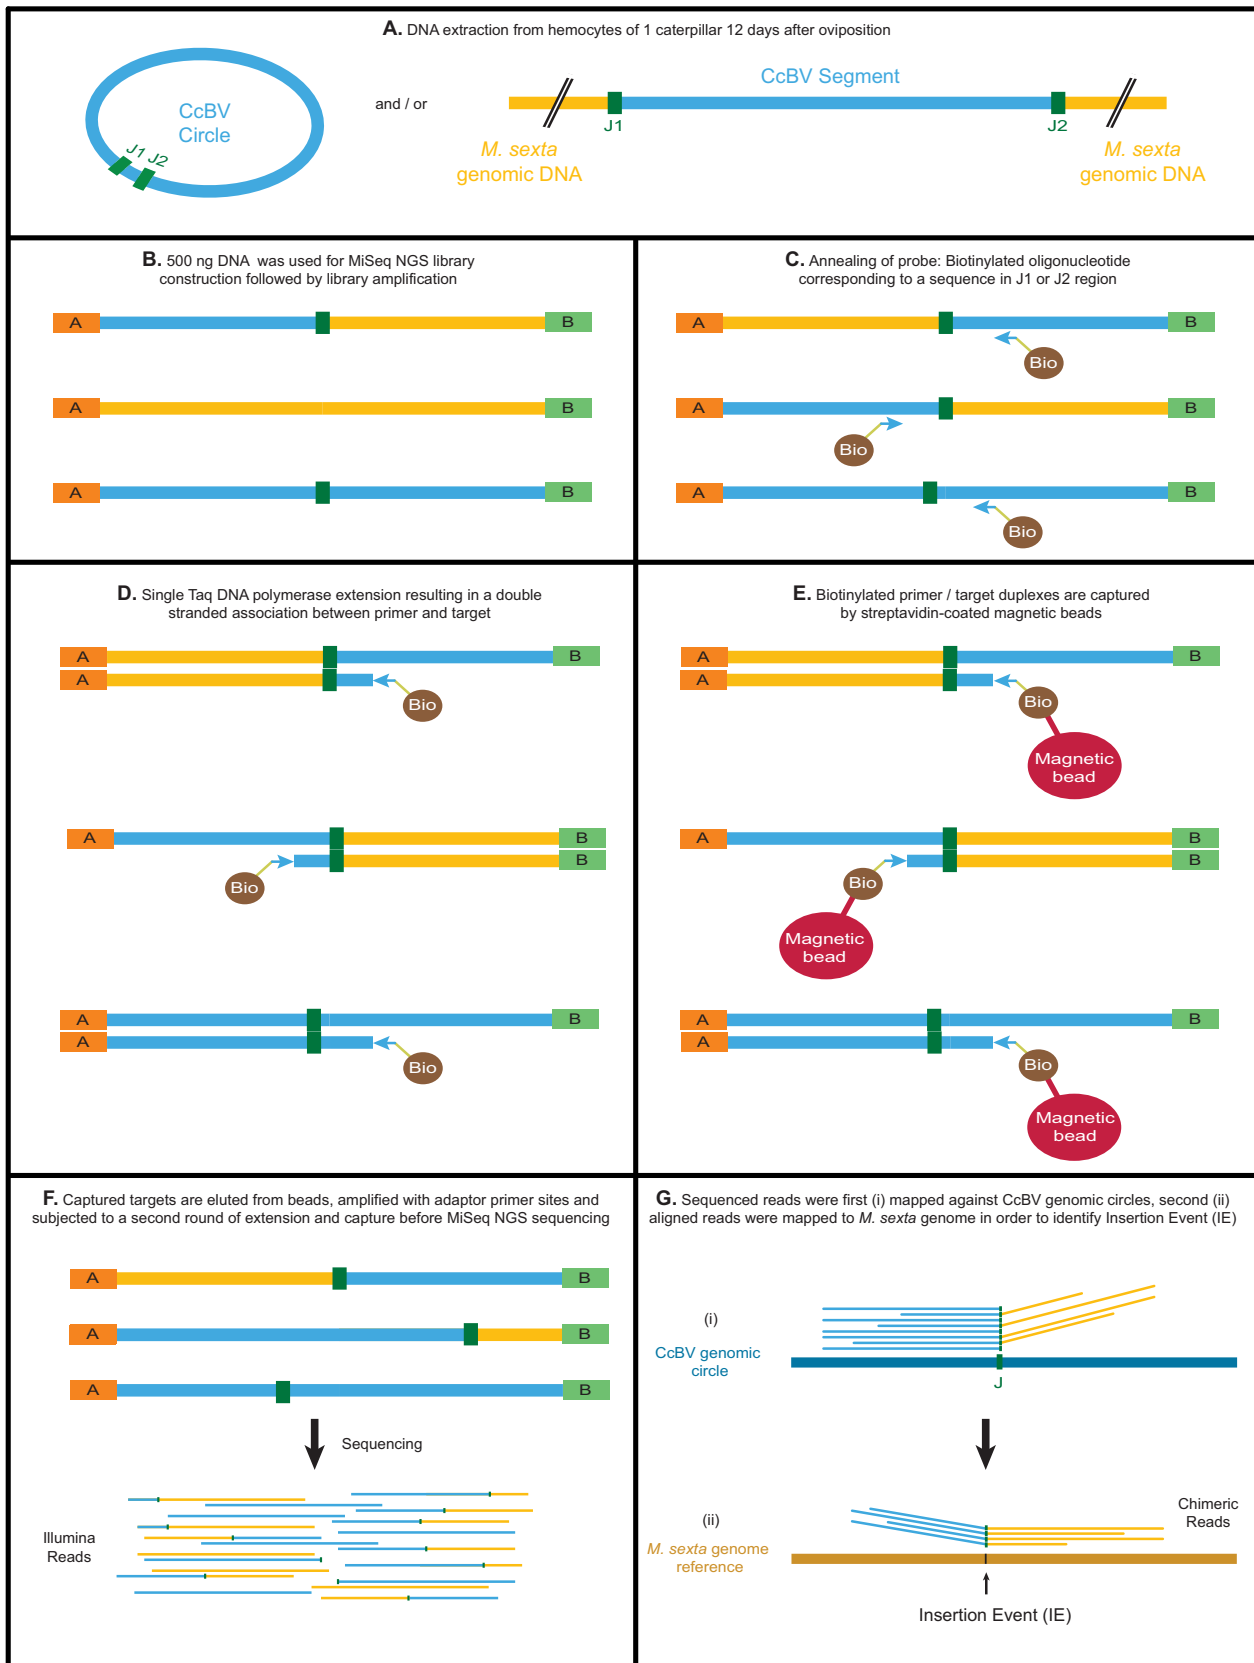 A. DNA extraction from hemocytes of 1 caterpillar 12 days after oviposition
CcBV
Circle
J1 J2
and / or
CcBV Segment
J1
J2
M. sexta
genomic DNA
M. sexta
genomic DNA
B. 500 ng DNA was used for MiSeq NGS library
construction followed by library amplification
A
B
A
B
A
B
C. Annealing of probe: Biotinylated oligonucleotide
corresponding to a sequence in J1 or J2 region
A
B
Bio
A
B
Bio
A
B
Bio
D. Single Taq DNA polymerase extension resulting in a double
stranded association between primer and target
A
B
A
Bio
A
B
B
Bio
A
B
A
Bio
E. Biotinylated primer / target duplexes are captured
by streptavidin-coated magnetic beads
A
B
A
Bio
Magnetic
bead
A
B
B
Bio
Magnetic
bead
A
B
A
Bio
Magnetic
bead
F. Captured targets are eluted from beads, amplified with adaptor primer sites and
subjected to a second round of extension and capture before MiSeq NGS sequencing
A
B
A
B
A
B
Sequencing
Illumina
Reads
G. Sequenced reads were first (i) mapped against CcBV genomic circles, second (ii)
aligned reads were mapped to M. sexta genome in order to identify Insertion Event (IE)
(i)
CcBV genomic
circle
J
(ii)
M. sexta genome
reference
Chimeric
Reads
Insertion Event (IE)